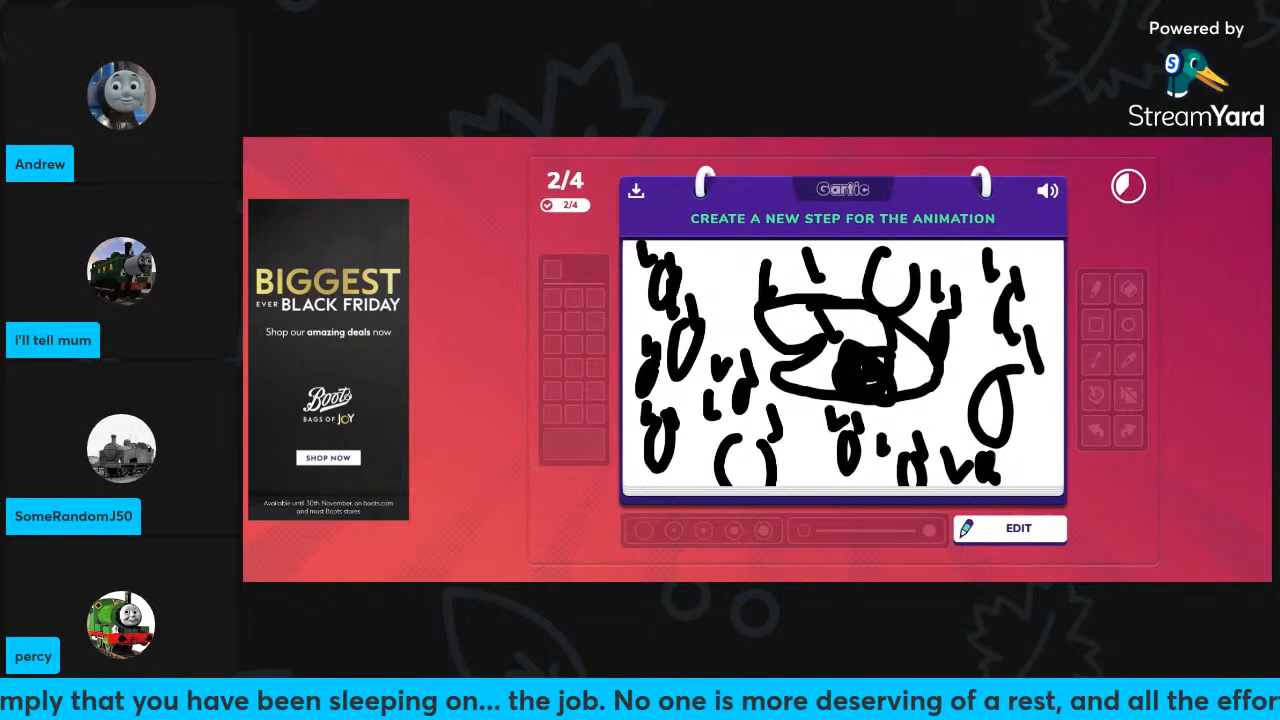 Powered by
StreamYard
Andrew
i'll tell mum
SomeRandomJ50
percy
2/4
2/4
Gartic
CREATE A NEW STEP FOR THE ANIMATION
BIGGEST
EVER BLACK FRIDAY
Shop our amazing deals now
Boots
BAGS OF JOY
SHOP NOW
Available until 30th November, on boots.com
and most Boots stores
EDIT
mply that you have been sleeping on... the job. No one is more deserving of a rest, and all the effor